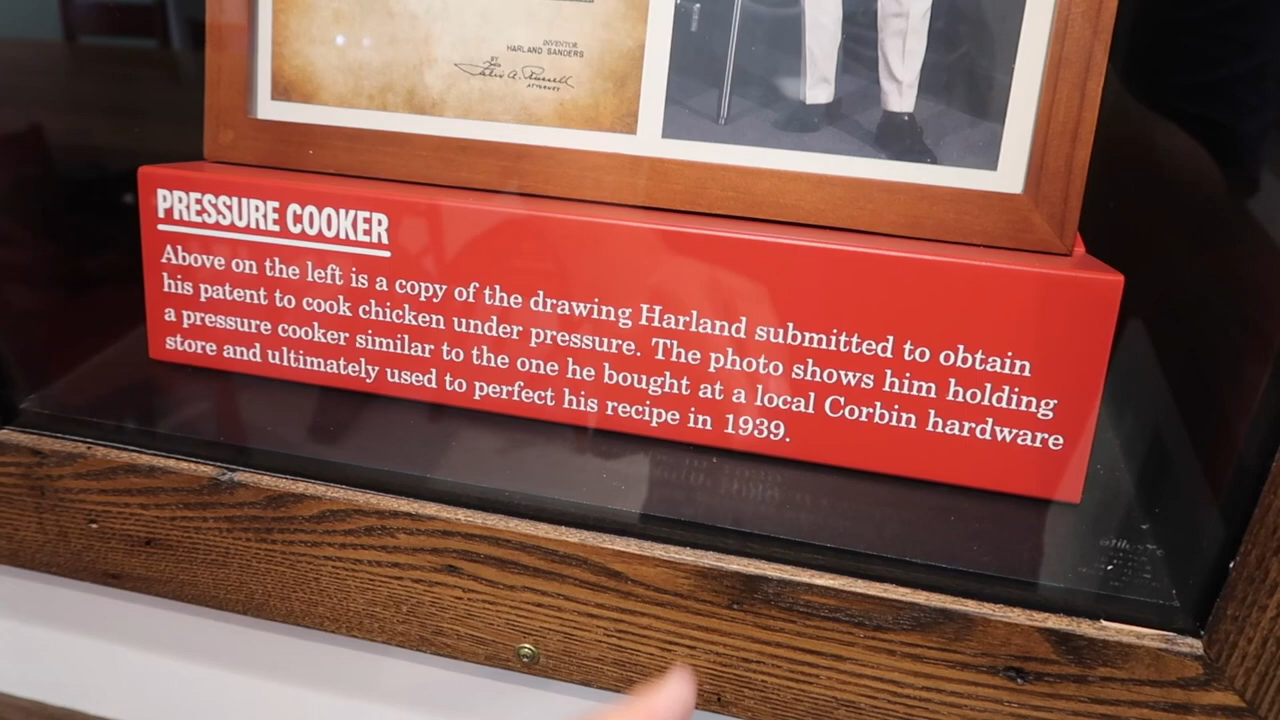 INVENTOR
HARLAND SANDERS
BY
ATTORNEY
PRESSURE COOKER
Above on the left is a copy of the drawing Harland submitted to obtain
his patent to cook chicken under pressure. The photo shows him holding
a pressure cooker similar to the one he bought at a local Corbin hardware
store and ultimately used to perfect his recipe in 1939.